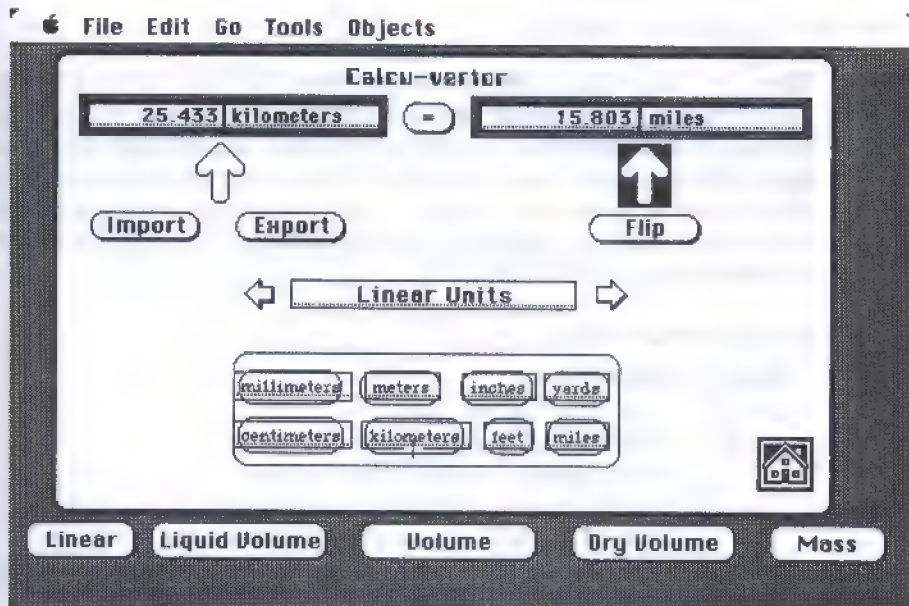 File Edit Go Tools Objects
Calcu-vertor
25.433 kilometers = 15.803 miles
Import Export Flip
Linear Units
millimeters meters inches yards
centimeters kilometers feet miles
Linear Liquid Volume Volume Dry Volume Mass